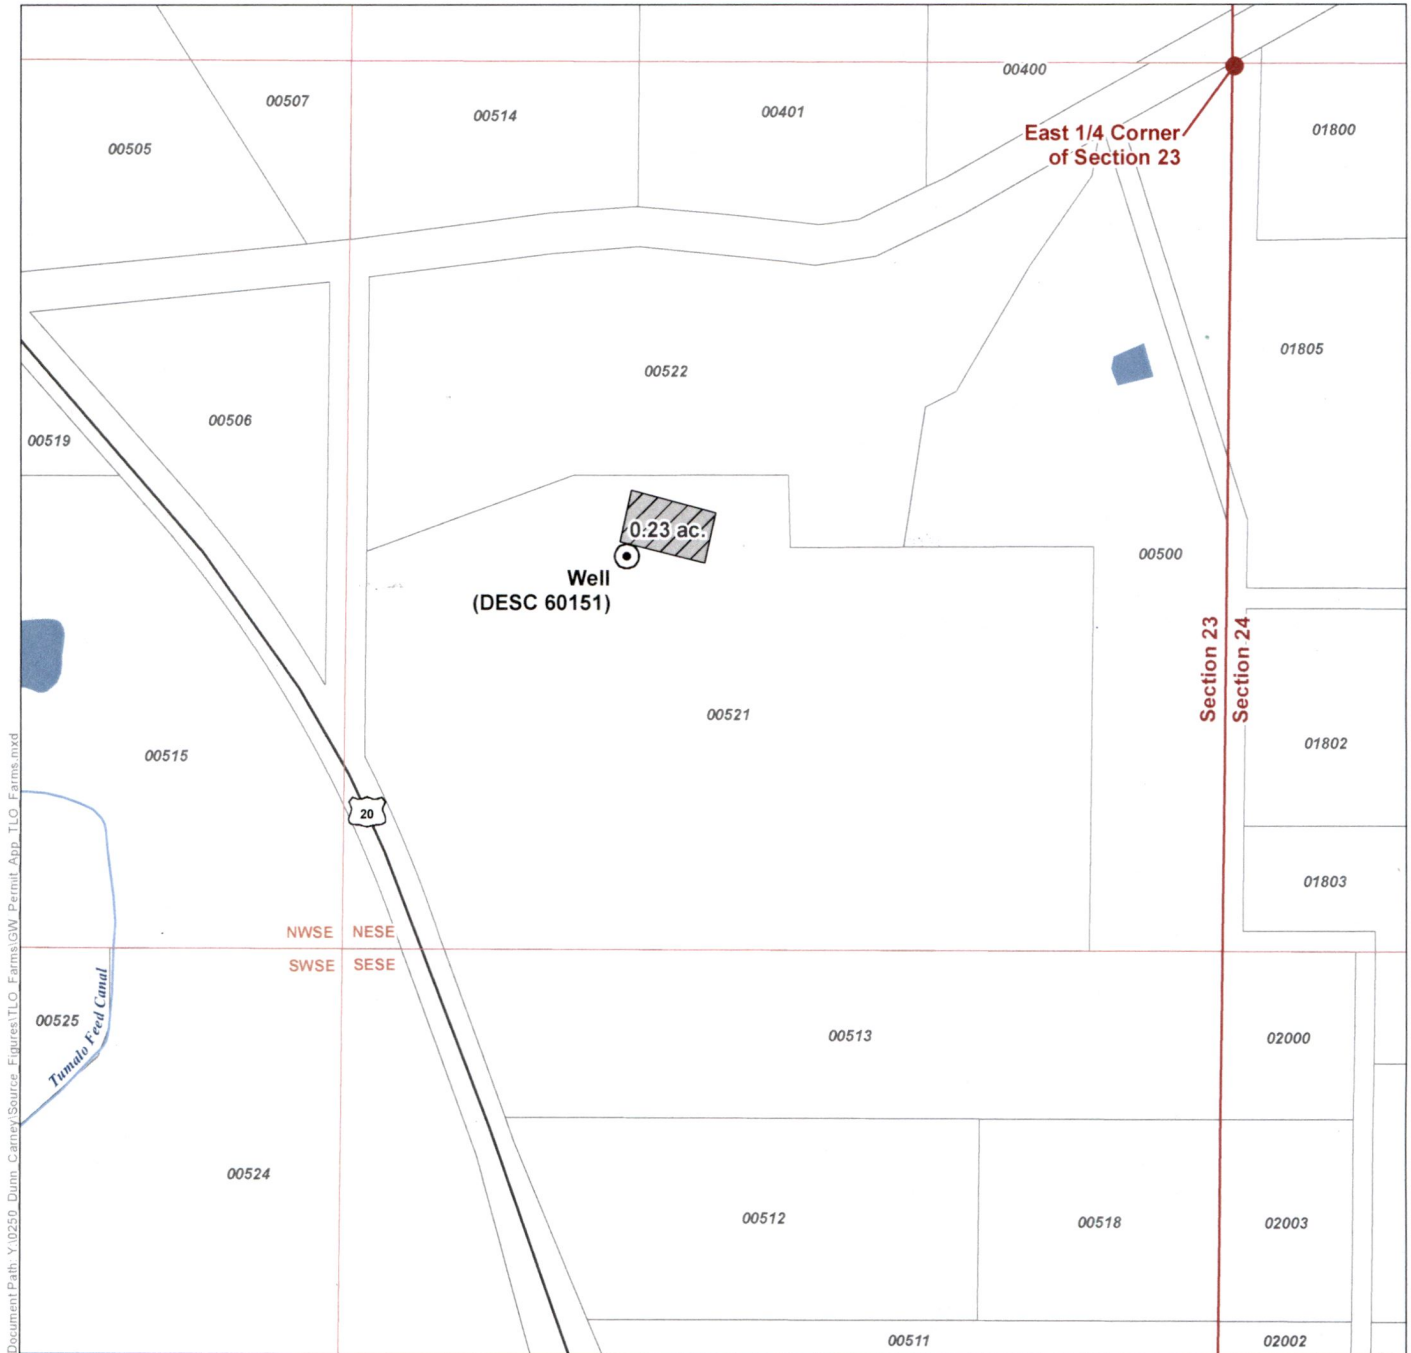 00400
00507
00514
00401
East 1/4 Corner
of Section 23
01800
00505
01805
00522
00506
00519
0.23 ac.
00500
Well
(DESC 60151)
Section 23
Section 24
00521
01802
00515
20
01803
NWSE
NESE
SWSE
SESE
Tumalo Feed Canal
00525
00513
02000
00524
00512
00518
02003
00511
02002
Document Path: Y:\0250_Dunn_Carney\Source_Figures\TLO_Farms\GW_Permit_App_TLO_Farms.mxd